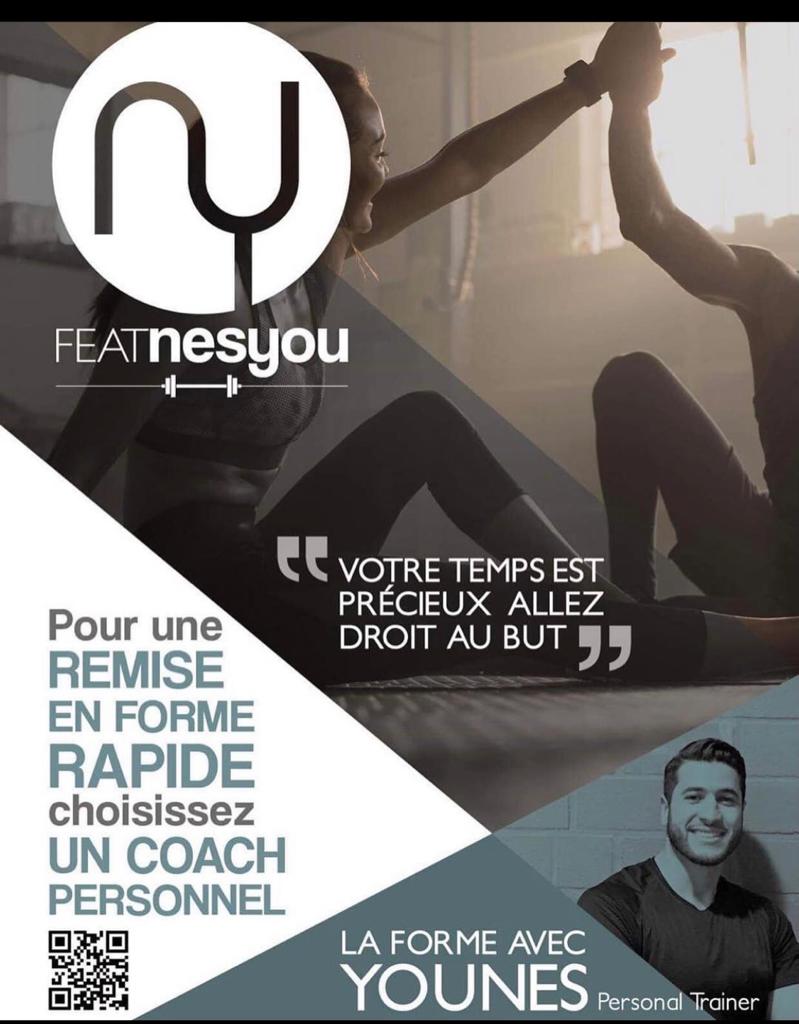 ny
FEATnesyou
“ VOTRE TEMPS EST
PRÉCIEUX ALLEZ
DROIT AU BUT ”
Pour une
REMISE
EN FORME
RAPIDE
choisissez
UN COACH
PERSONNEL
LA FORME AVEC
YOUNES Personal Trainer